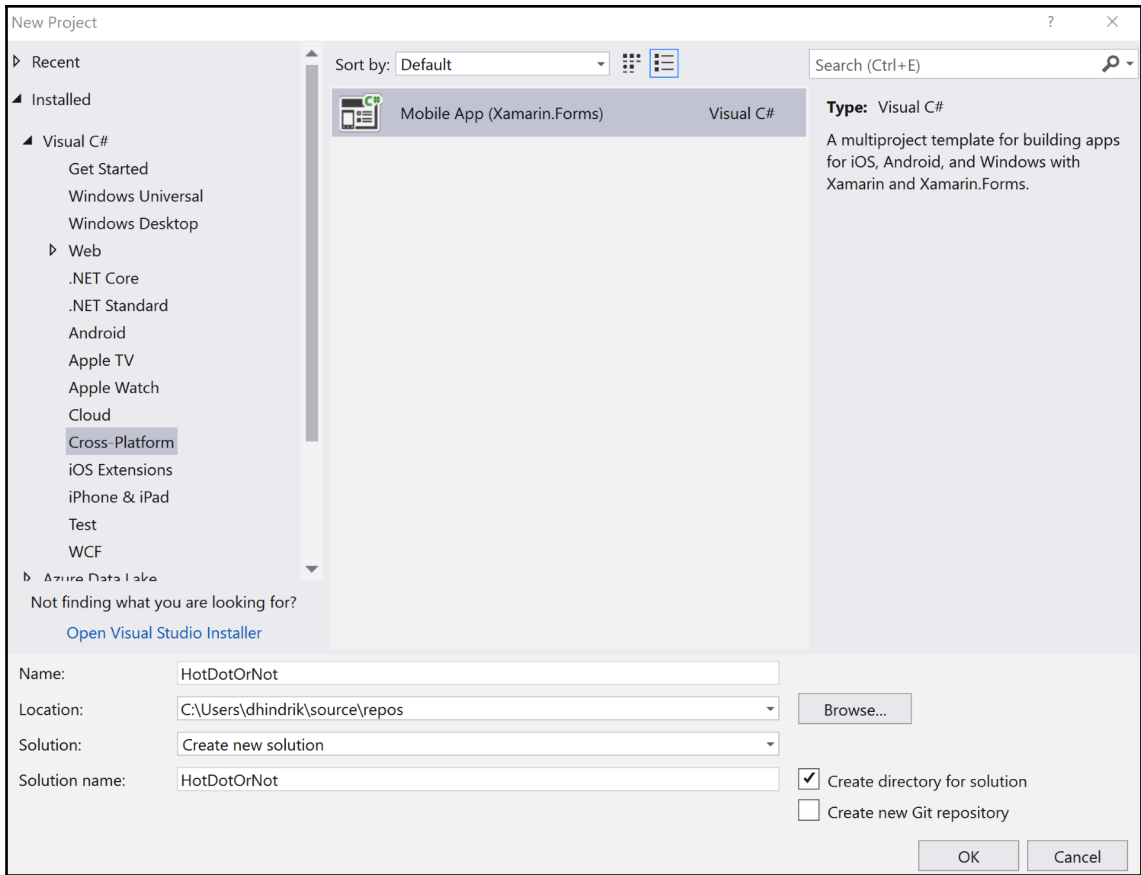 New Project
?
Recent
Installed
Visual C#
Get Started
Windows Universal
Windows Desktop
Web
.NET Core
.NET Standard
Android
Apple TV
Apple Watch
Cloud
Cross-Platform
iOS Extensions
iPhone & iPad
Test
WCF
Azure Data Lake
Not finding what you are looking for?
Open Visual Studio Installer
Sort by: Default
C#
Mobile App (Xamarin.Forms) Visual C#
Search (Ctrl+E)
Type: Visual C#
A multiproject template for building apps
for iOS, Android, and Windows with
Xamarin and Xamarin.Forms.
Name: HotDotOrNot
Location: C:\Users\dhindrik\source\repos
Browse...
Solution: Create new solution
Solution name: HotDotOrNot
Create directory for solution
Create new Git repository
OK Cancel